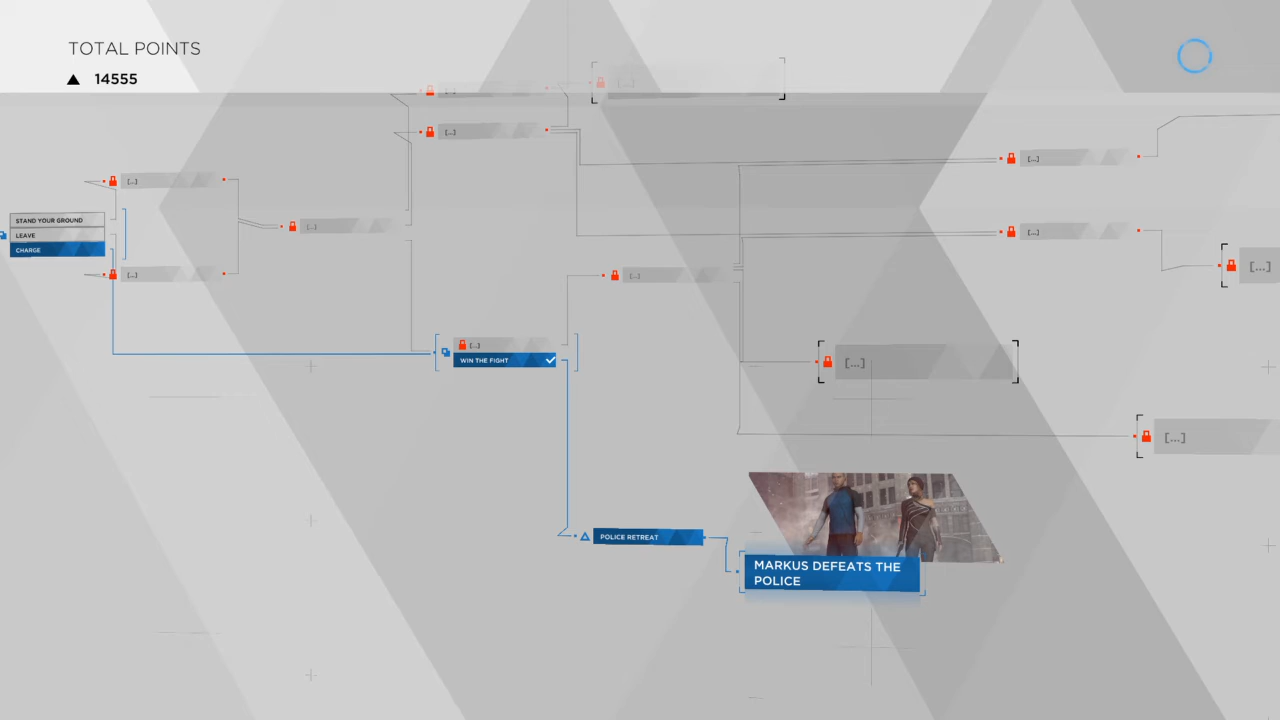 TOTAL POINTS
14555
[...]
[...]
[...]
[...]
[...]
STAND YOUR GROUND
LEAVE
CHARGE
[...]
[...]
[...]
[...]
[...]
[...]
WIN THE FIGHT
[...]
[...]
POLICE RETREAT
MARKUS DEFEATS THE
POLICE